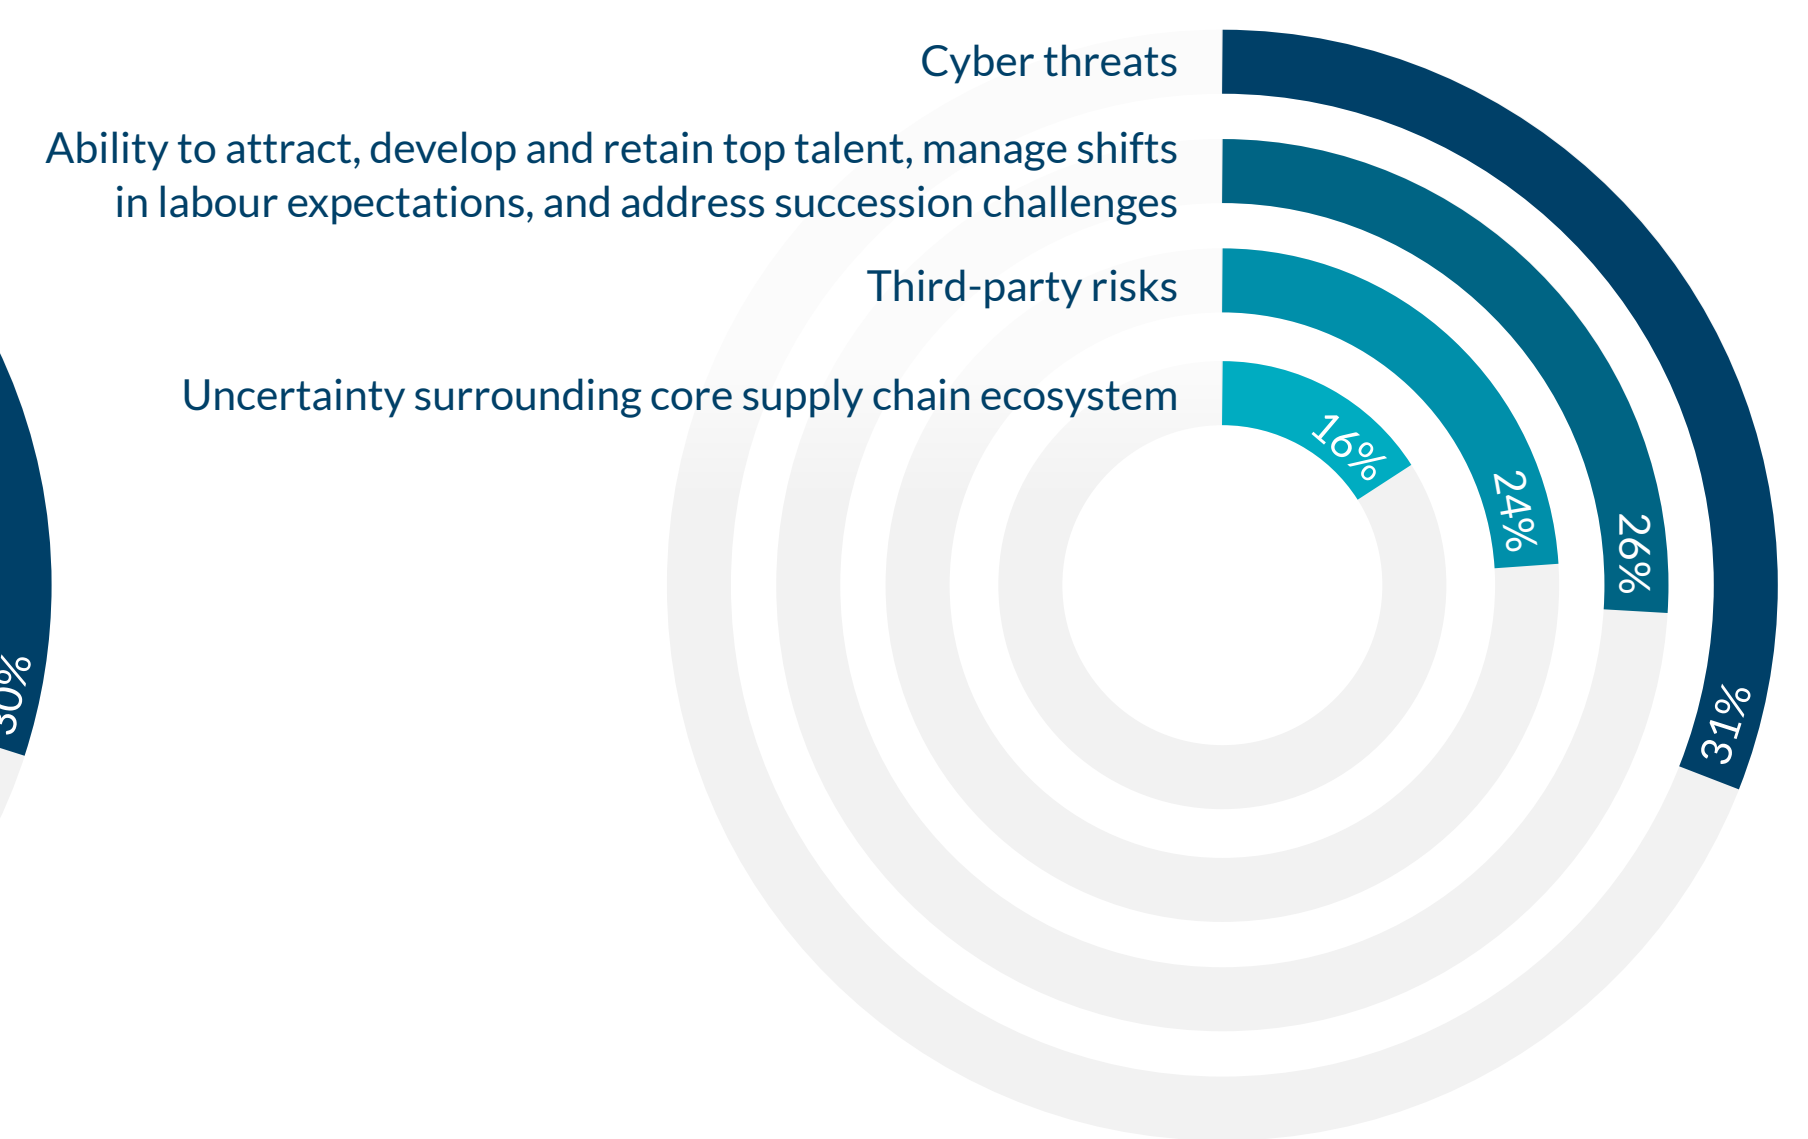 Cyber threats
Ability to attract, develop and retain top talent, manage shifts
in labour expectations, and address succession challenges
Third-party risks
Uncertainty surrounding core supply chain ecosystem
16%
24%
26%
31%
30%